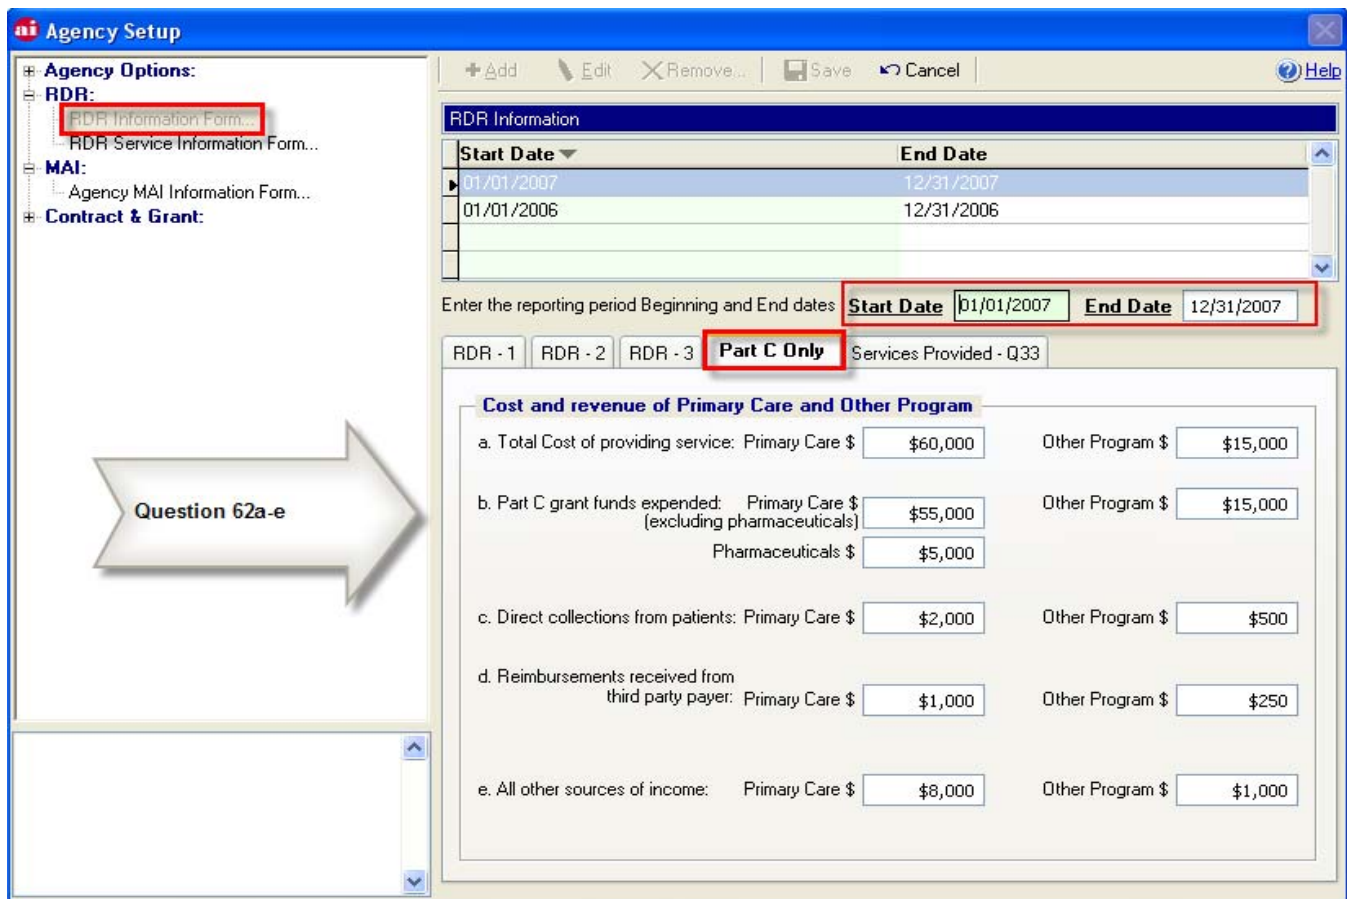 ai Agency Setup
Agency Options:
RDR:
RDR Information Form...
RDR Service Information Form...
MAI:
Agency MAI Information Form...
Contract & Grant:
Add Edit Remove... Save Cancel Help
RDR Information
Start Date End Date
01/01/2007 12/31/2007
01/01/2006 12/31/2006
Enter the reporting period Beginning and End dates Start Date 01/01/2007 End Date 12/31/2007
RDR - 1 RDR - 2 RDR - 3 Part C Only Services Provided - Q33
Cost and revenue of Primary Care and Other Program
a. Total Cost of providing service: Primary Care $ $60,000 Other Program $ $15,000
Question 62a-e
b. Part C grant funds expended: Primary Care $ $55,000 Other Program $ $15,000
(excluding pharmaceuticals)
Pharmaceuticals $ $5,000
c. Direct collections from patients: Primary Care $ $2,000 Other Program $ $500
d. Reimbursements received from
third party payer: Primary Care $ $1,000 Other Program $ $250
e. All other sources of income: Primary Care $ $8,000 Other Program $ $1,000